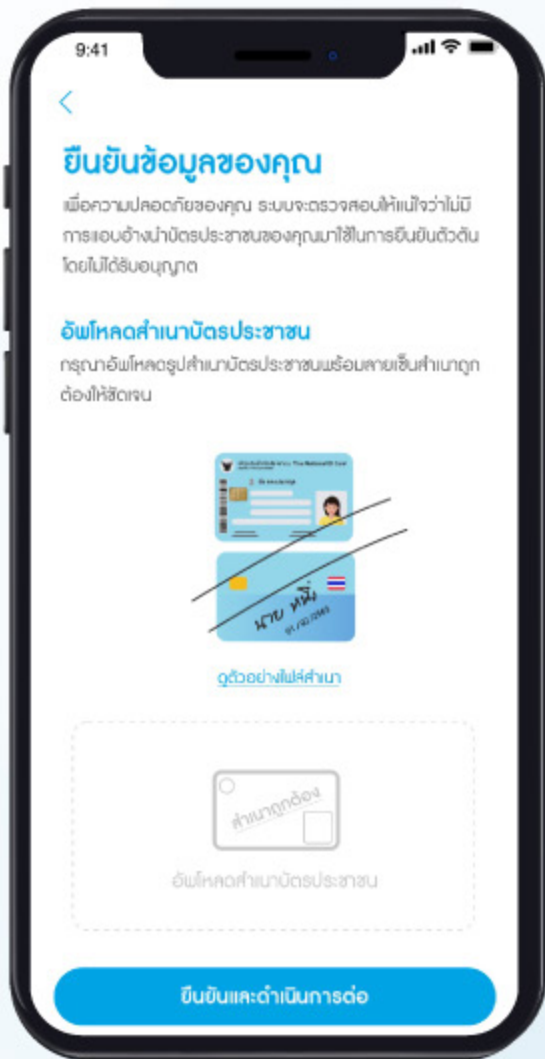 9:41
ยืนยันข้อมูลของคุณ
เพื่อความปลอดภัยของคุณ ระบบจะตรวจสอบให้แน่ใจว่าไม่มี
การแอบอ้างนำบัตรประชาชนของคุณมาใช้ในการยืนยันตัวตน
โดยไม่ได้รับอนุญาต
อัพโหลดสำเนาบัตรประชาชน
กรุณาอัพโหลดรูปสำเนาบัตรประชาชนพร้อมลายเซ็นสำเนาถูก
ต้องให้ชัดเจน
Thai National ID Card
นาย หนึ่ง
ดูตัวอย่างไฟล์สำเนา
สำเนาถูกต้อง
อัพโหลดสำเนาบัตรประชาชน
ยืนยันและดำเนินการต่อ